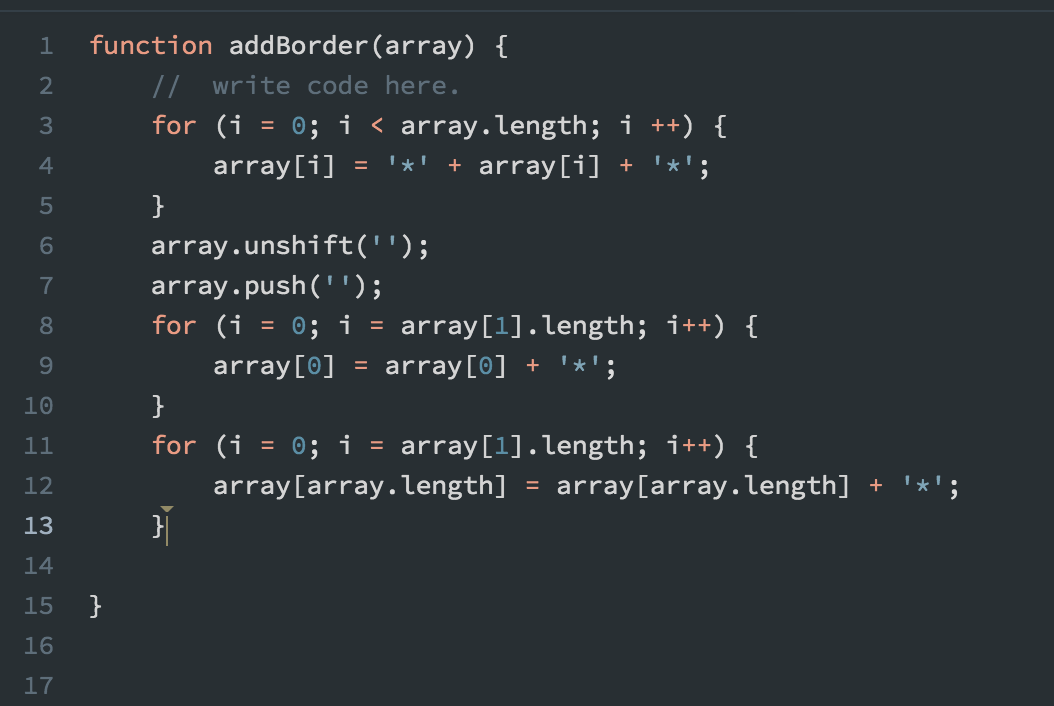 1 function addBorder(array) {
2 //  write code here.
3 for (i = 0; i < array.length; i ++) {
4 array[i] = '*' + array[i] + '*';
5 }
6 array.unshift('');
7 array.push('');
8 for (i = 0; i = array[1].length; i++) {
9 array[0] = array[0] + '*';
10 }
11 for (i = 0; i = array[1].length; i++) {
12 array[array.length] = array[array.length] + '*';
13 }
14
15 }
16
17